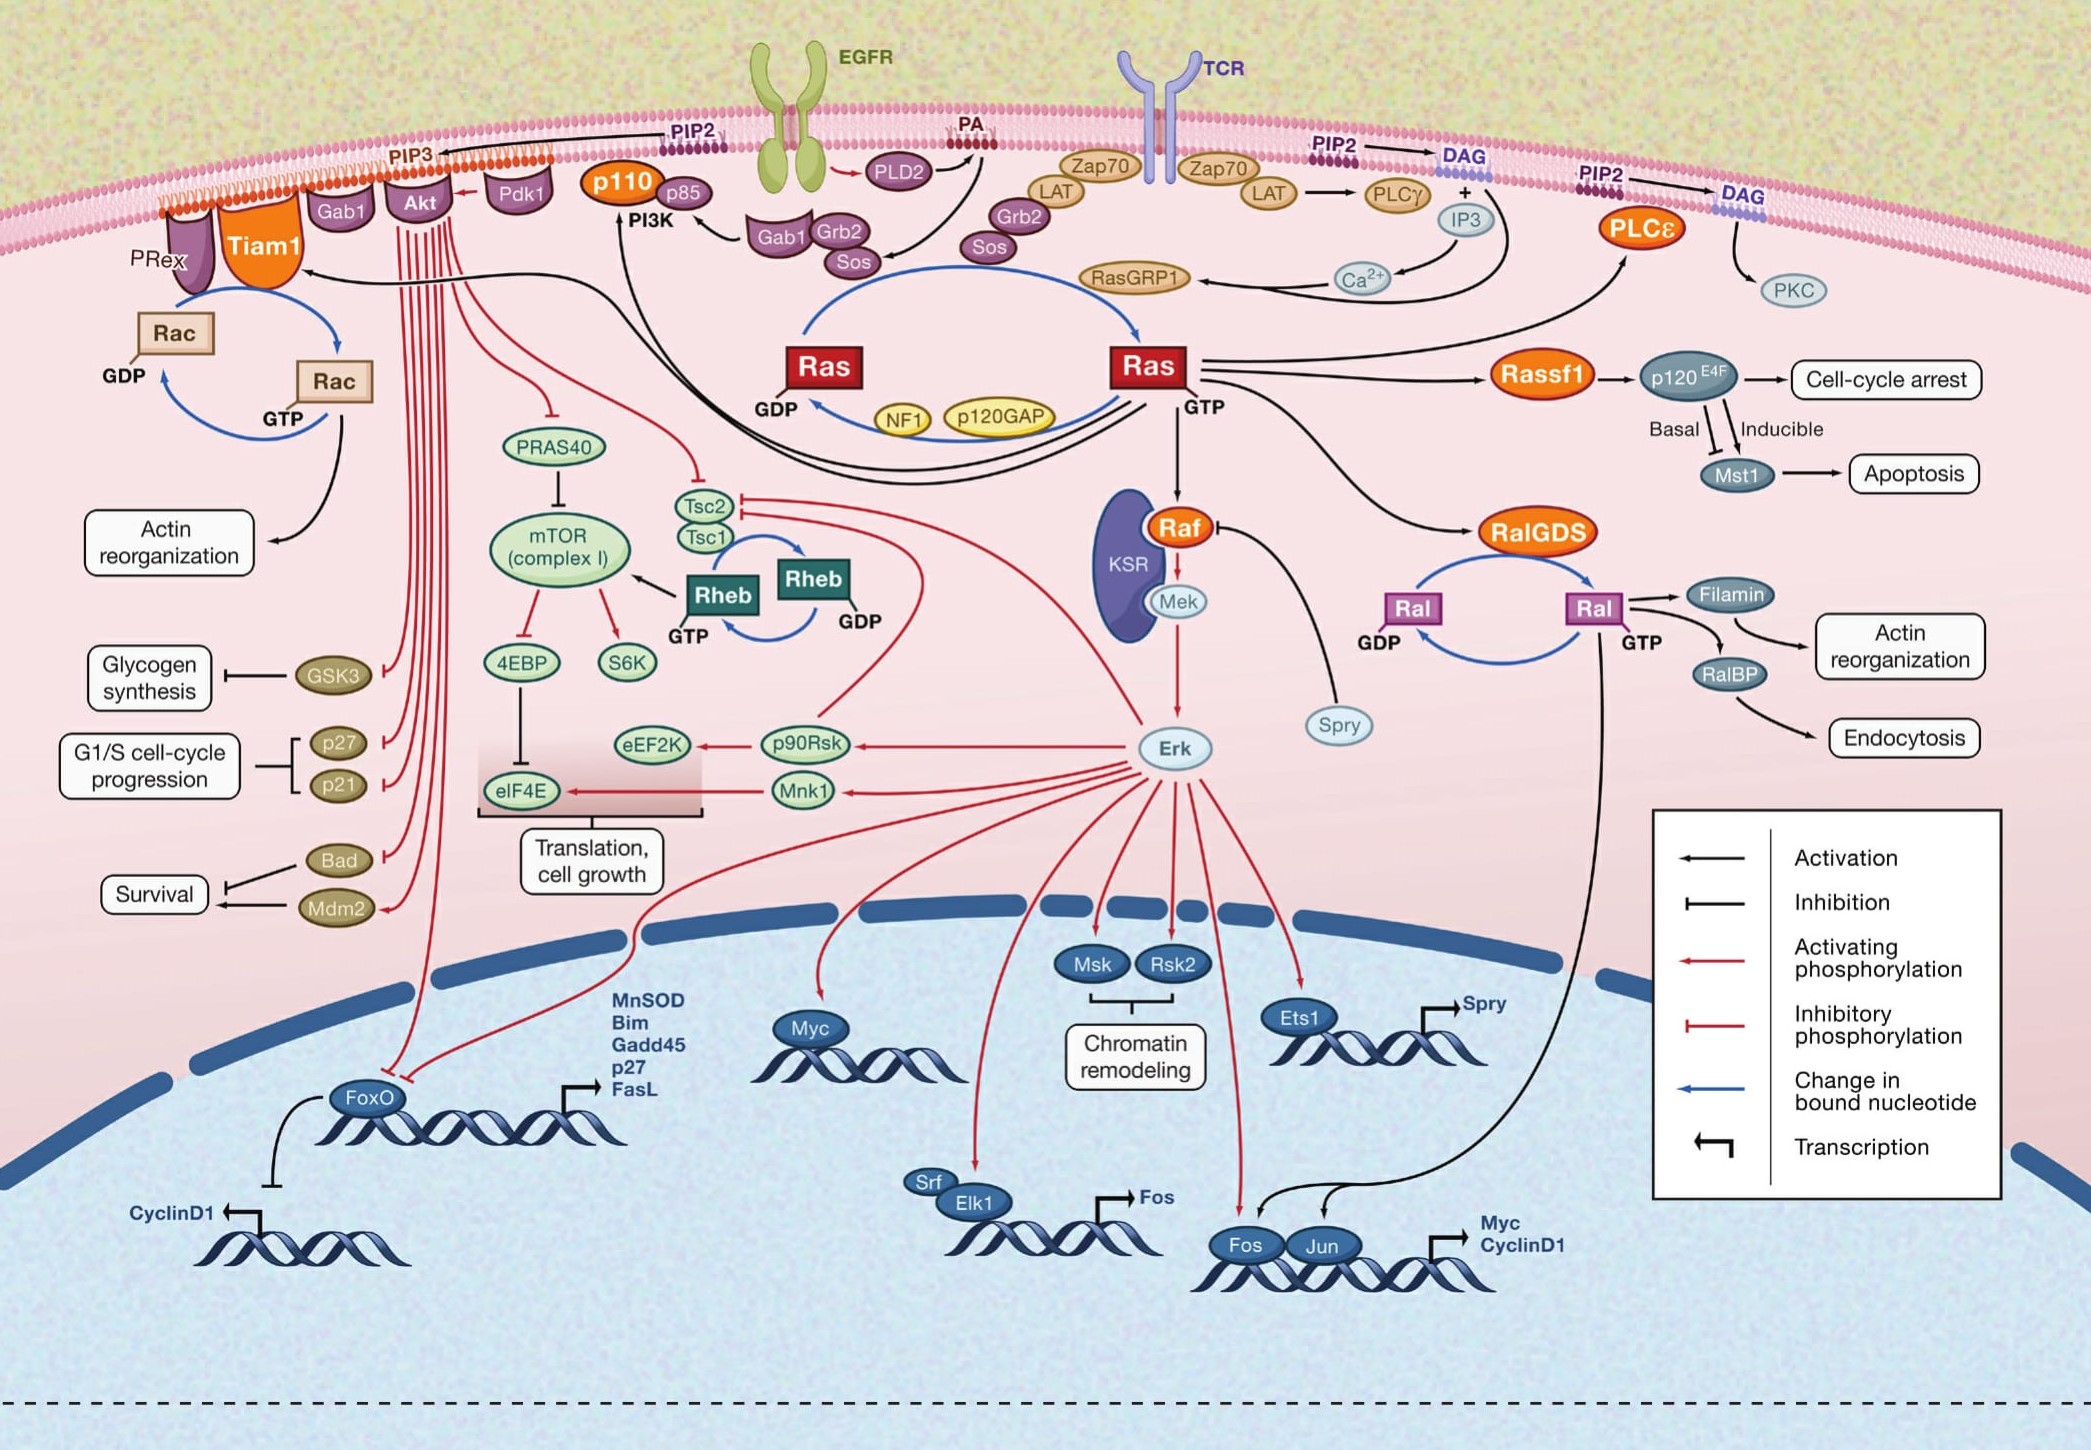 EGFR
TCR
PIP2
PA
PIP3
PIP2
DAG
PIP2
DAG
Zap70
Zap70
LAT
LAT
PLCγ
+
IP3
PLD2
p110
p85
PI3K
Gab1
Akt
Pdk1
Gab1
Grb2
Sos
Grb2
Sos
PRex
Tiam1
PLCε
RasGRP1
Ca2+
PKC
Rac
GDP
Rac
GTP
Ras
GDP
Ras
GTP
NF1
p120GAP
Rassf1
p120 E4F
Cell-cycle arrest
Basal
Inducible
Mst1
Apoptosis
PRAS40
Actin
reorganization
mTOR
(complex I)
Tsc2
Tsc1
Rheb
GTP
Rheb
GDP
KSR
Raf
Mek
RalGDS
Ral
GDP
Ral
GTP
Filamin
Actin
reorganization
RalBP
Endocytosis
Glycogen
synthesis
GSK3
4EBP
S6K
G1/S cell-cycle
progression
p27
p21
eEF2K
p90Rsk
Erk
Spry
eIF4E
Mnk1
Translation,
cell growth
Survival
Bad
Mdm2
Activation
Inhibition
Activating
phosphorylation
Inhibitory
phosphorylation
Change in
bound nucleotide
Transcription
Msk
Rsk2
Chromatin
remodeling
Ets1
Spry
MnSOD
Bim
Gadd45
p27
FasL
Myc
FoxO
CyclinD1
Srf
Elk1
Fos
Fos
Jun
Myc
CyclinD1